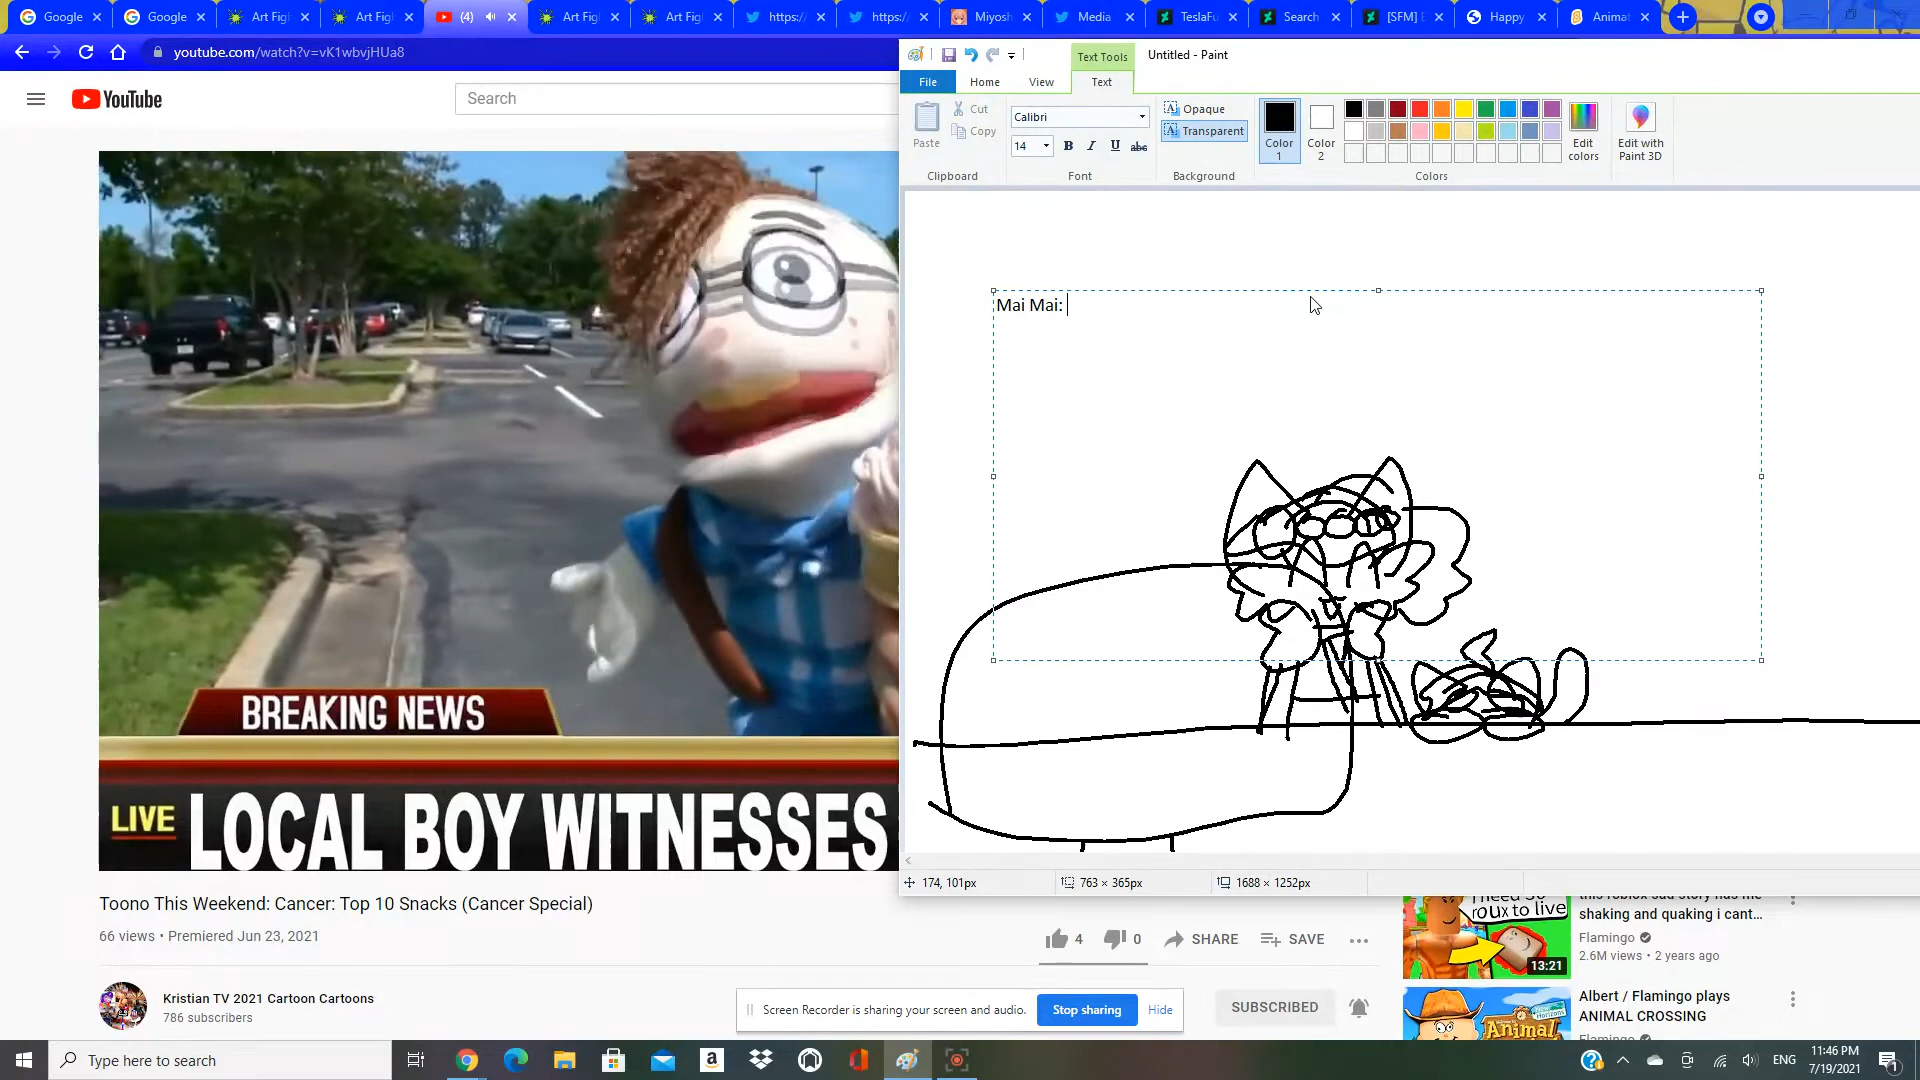 Google
Google
Art Figl
Art Figl
(4)
Art Figl
Art Figl
https:/
https:/
Miyosh
Media
TeslaFu
Search
[SFM] E
Happy
Animat
youtube.com/watch?v=vK1wbvjHUa8
YouTube
Search
Text Tools
Untitled - Paint
File
Home
View
Text
Paste
Cut
Copy
Clipboard
Calibri
14
B I U abc
Font
Opaque
Transparent
Background
Color 1
Color 2
Edit colors
Colors
Edit with Paint 3D
Mai Mai:
174, 101px
763 × 365px
1688 × 1252px
BREAKING NEWS
LIVE
LOCAL BOY WITNESSES
Toono This Weekend: Cancer: Top 10 Snacks (Cancer Special)
66 views • Premiered Jun 23, 2021
4
0
SHARE
SAVE
Kristian TV 2021 Cartoon Cartoons
786 subscribers
SUBSCRIBED
Screen Recorder is sharing your screen and audio.
Stop sharing
Hide
roux to live
13:21
shaking and quaking i cant...
Flamingo
2.6M views • 2 years ago
Animal
Albert / Flamingo plays
ANIMAL CROSSING
Type here to search
ENG
11:46 PM
7/19/2021
1